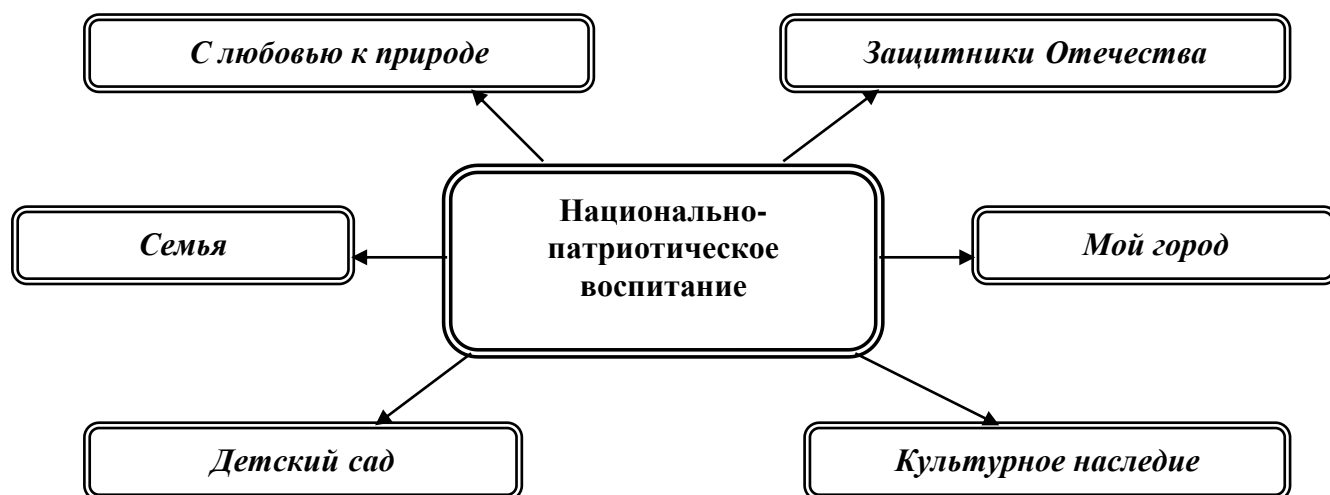 С любовью к природе
Защитники Отечества
Национально-
патриотическое
воспитание
Семья
Мой город
Детский сад
Культурное наследие